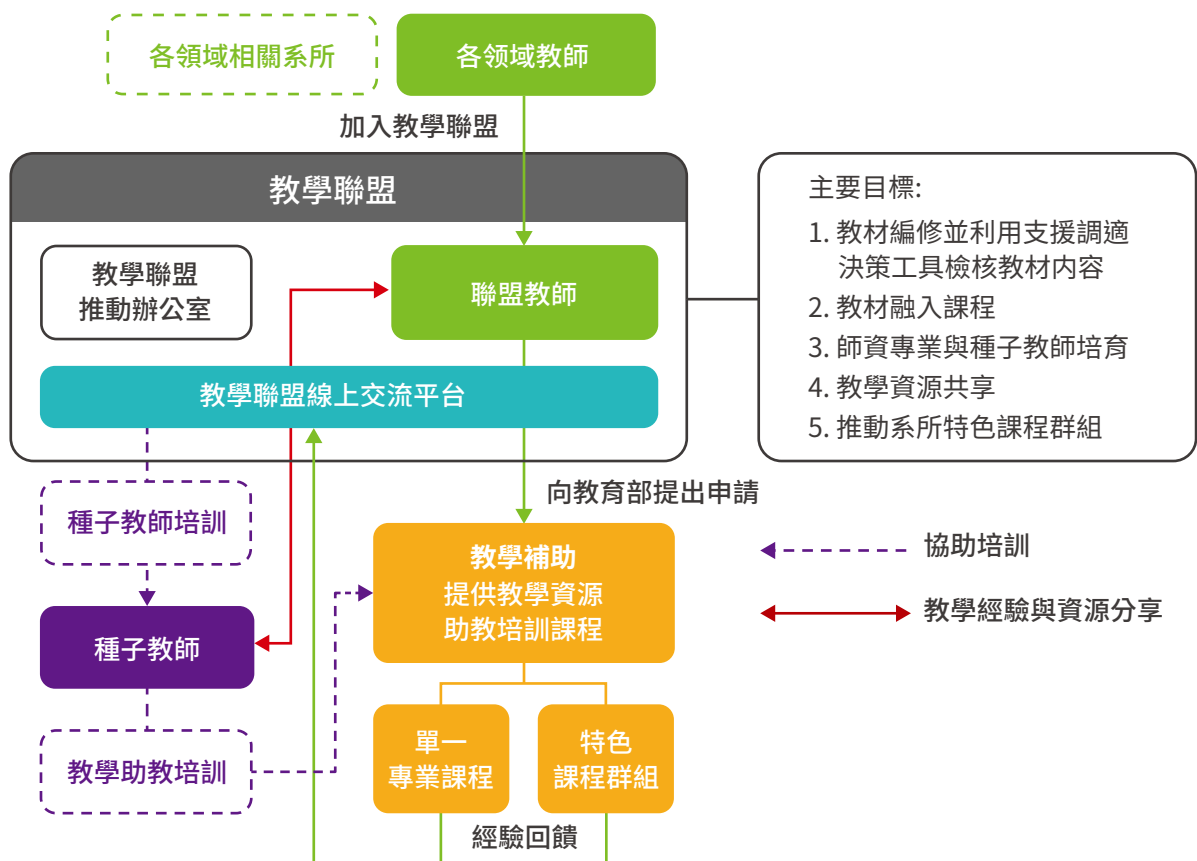 各領域相關系所
各领域教師
加入教學聯盟
教學聯盟
教學聯盟
推動辦公室
聯盟教師
教學聯盟線上交流平台
主要目標:
1. 教材編修並利用支援調適
決策工具檢核教材内容
2. 教材融入課程
3. 師資專業與種子教師培育
4. 教學資源共享
5. 推動系所特色課程群組
種子教師培訓
向教育部提出申請
教學補助
提供教學資源
助教培訓課程
協助培訓
教學經驗與資源分享
種子教師
教學助教培訓
單一
專業課程
特色
課程群組
經驗回饋